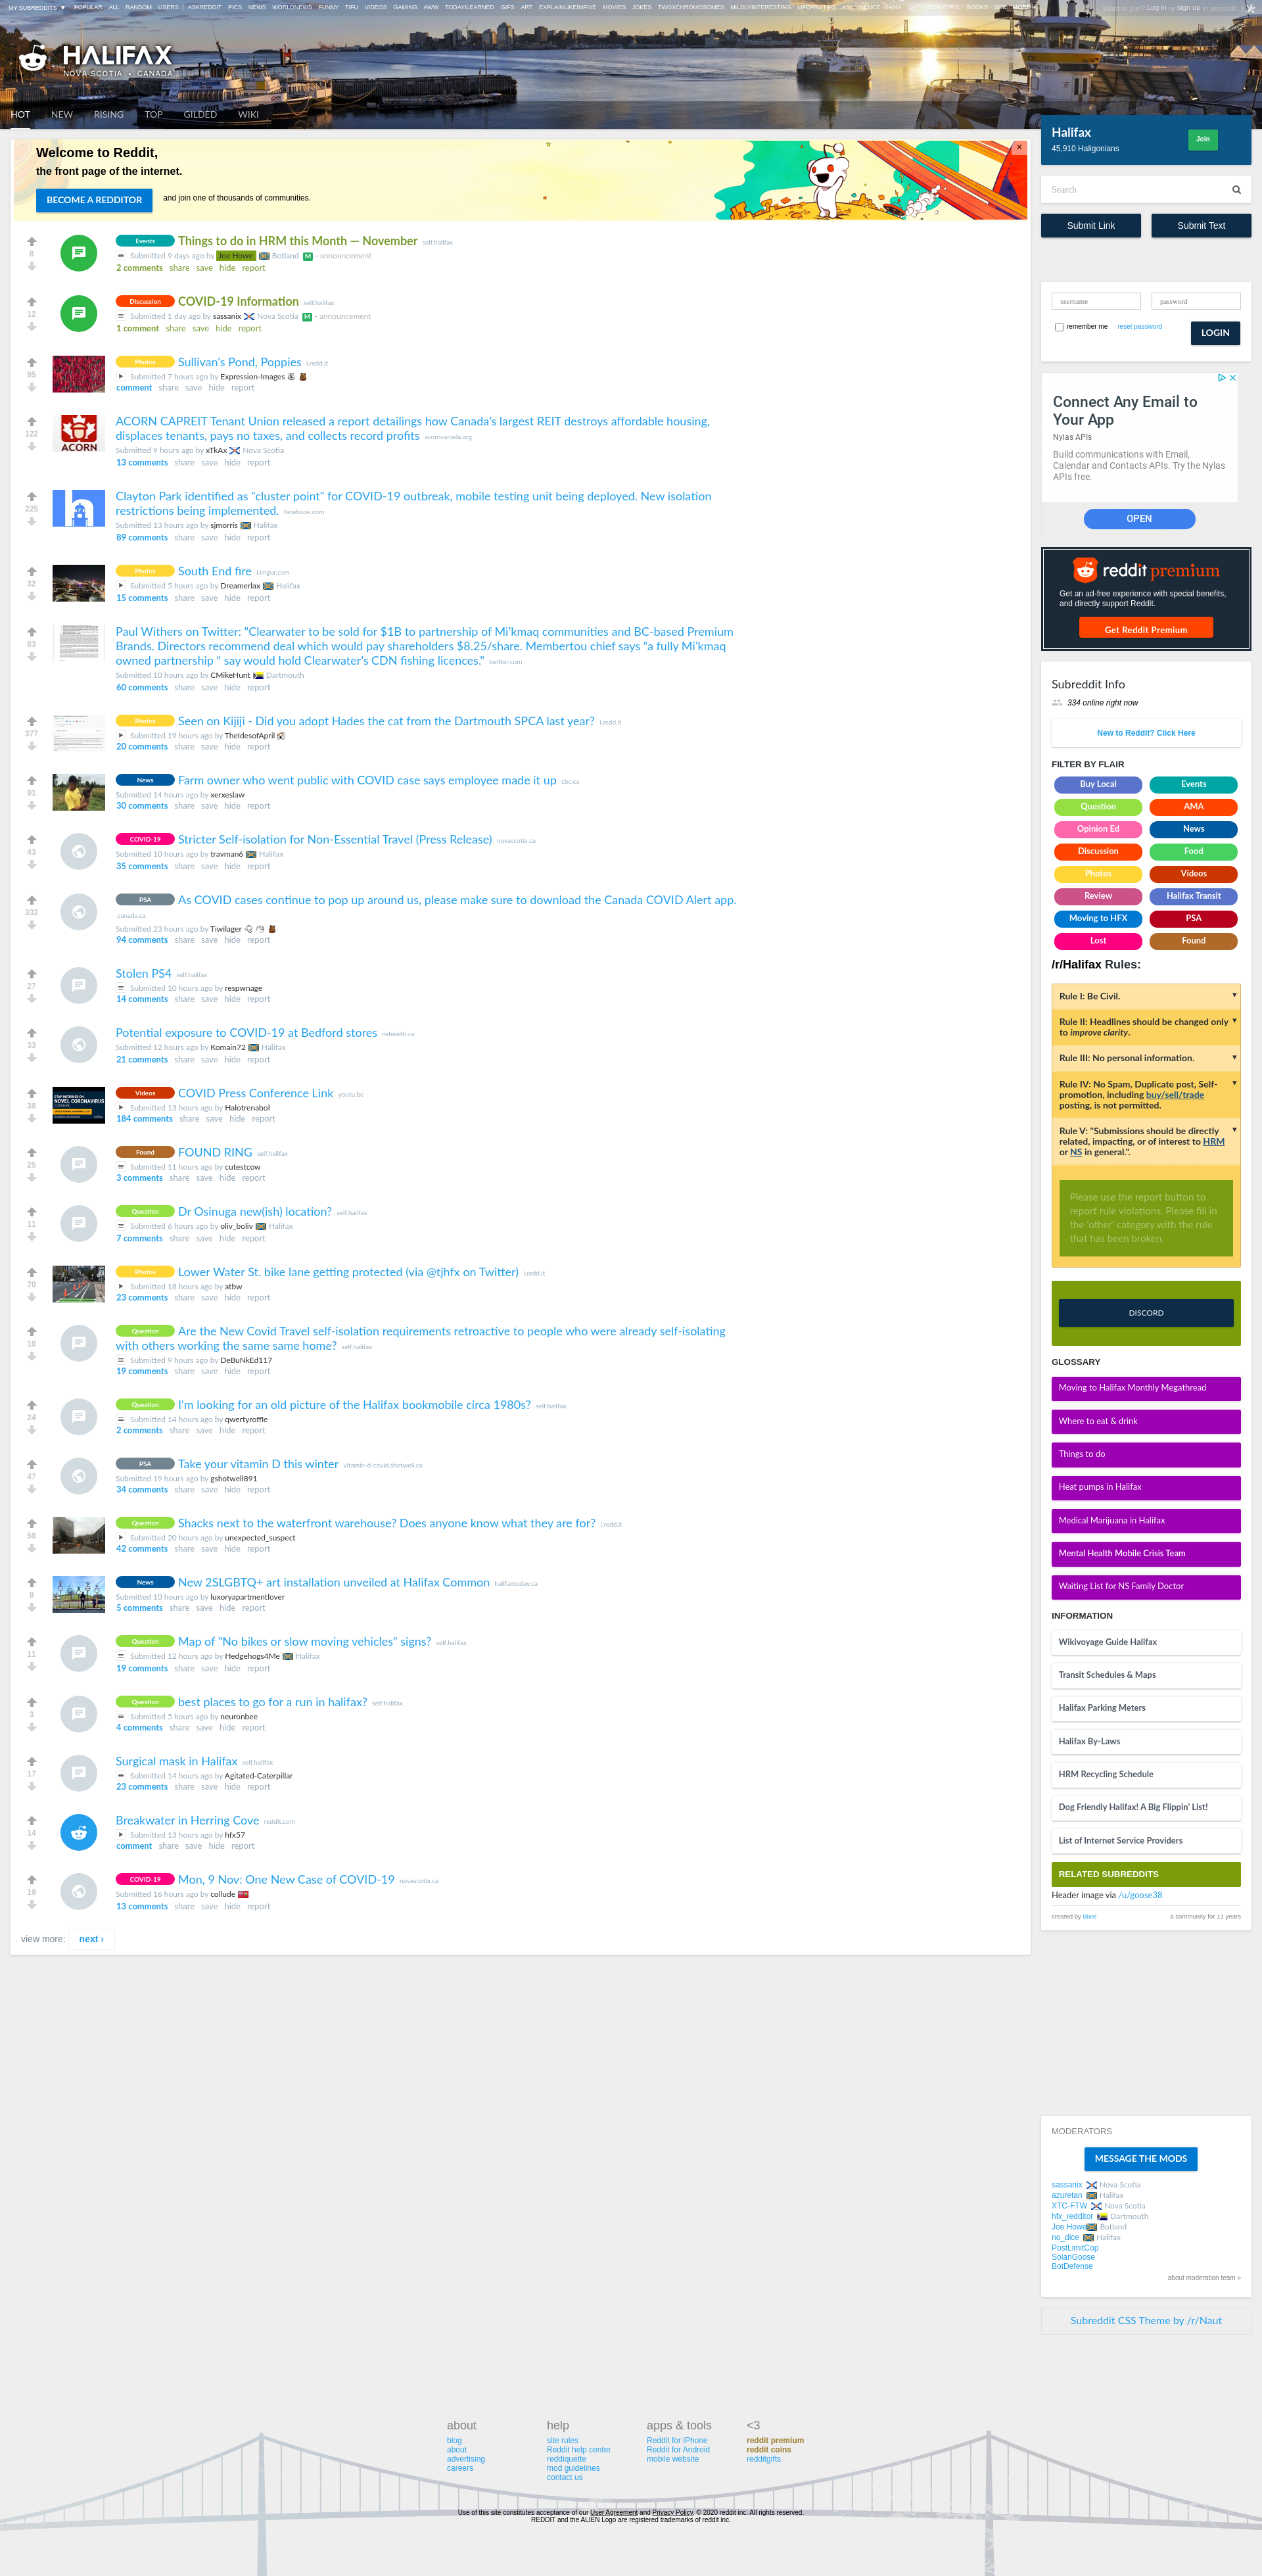 MY SUBREDDITS ▼ POPULAR ALL RANDOM USERS | ASKREDDIT PICS NEWS WORLDNEWS FUNNY TIFU VIDEOS GAMING AWW TODAYILEARNED GIFS ART EXPLAINLIKEIMFIVE MOVIES JOKES TWOXCHROMOSOMES MILDLYINTERESTING
Want to join? Log in or sign up in seconds.
HALIFAX
NOVA SCOTIA • CANADA
HOT NEW RISING TOP GILDED WIKI
Welcome to Reddit,
the front page of the internet.
BECOME A REDDITOR and join one of thousands of communities.
×
8
Events Things to do in HRM this Month — November self.halifax
Submitted 9 days ago by Joe Howe Botland M - announcement
2 comments share save hide report
12
Discussion COVID-19 Information self.halifax
Submitted 1 day ago by sassanix Nova Scotia M - announcement
1 comment share save hide report
95
Photos Sullivan's Pond, Poppies i.redd.it
Submitted 7 hours ago by Expression-Images
comment share save hide report
122
ACORN
ACORN CAPREIT Tenant Union released a report detailings how Canada's largest REIT destroys affordable housing,
displaces tenants, pays no taxes, and collects record profits acorncanada.org
Submitted 9 hours ago by xTkAx Nova Scotia
13 comments share save hide report
225
Clayton Park identified as "cluster point" for COVID-19 outbreak, mobile testing unit being deployed. New isolation
restrictions being implemented. facebook.com
Submitted 13 hours ago by sjmorris Halifax
89 comments share save hide report
32
Photos South End fire i.imgur.com
Submitted 5 hours ago by Dreamerlax Halifax
15 comments share save hide report
83
Paul Withers on Twitter: "Clearwater to be sold for $1B to partnership of Mi'kmaq communities and BC-based Premium
Brands. Directors recommend deal which would pay shareholders $8.25/share. Membertou chief says “a fully Mi'kmaq
owned partnership “ say would hold Clearwater's CDN fishing licences." twitter.com
Submitted 10 hours ago by CMikeHunt Dartmouth
60 comments share save hide report
377
Photos Seen on Kijiji - Did you adopt Hades the cat from the Dartmouth SPCA last year? i.redd.it
Submitted 19 hours ago by TheIdesofApril
20 comments share save hide report
91
News Farm owner who went public with COVID case says employee made it up cbc.ca
Submitted 14 hours ago by xerxeslaw
30 comments share save hide report
43
COVID-19 Stricter Self-isolation for Non-Essential Travel (Press Release) novascotia.ca
Submitted 10 hours ago by travman6 Halifax
35 comments share save hide report
333
PSA As COVID cases continue to pop up around us, please make sure to download the Canada COVID Alert app.
canada.ca
Submitted 23 hours ago by Tiwilager
94 comments share save hide report
27
Stolen PS4 self.halifax
Submitted 10 hours ago by respwnage
14 comments share save hide report
33
Potential exposure to COVID-19 at Bedford stores nshealth.ca
Submitted 12 hours ago by Komain72 Halifax
21 comments share save hide report
38
NOVEL CORONAVIRUS
Videos COVID Press Conference Link youtu.be
Submitted 13 hours ago by Halotrenabol
184 comments share save hide report
25
Found FOUND RING self.halifax
Submitted 11 hours ago by cutestcow
3 comments share save hide report
11
Question Dr Osinuga new(ish) location? self.halifax
Submitted 6 hours ago by oliv_boliv Halifax
7 comments share save hide report
70
Photos Lower Water St. bike lane getting protected (via @tjhfx on Twitter) i.redd.it
Submitted 18 hours ago by atbw
23 comments share save hide report
10
Question Are the New Covid Travel self-isolation requirements retroactive to people who were already self-isolating
with others working the same same home? self.halifax
Submitted 9 hours ago by DeBuNkEd117
19 comments share save hide report
24
Question I'm looking for an old picture of the Halifax bookmobile circa 1980s? self.halifax
Submitted 14 hours ago by qwertyroffle
2 comments share save hide report
47
PSA Take your vitamin D this winter vitamin-d-covid.shotwell.ca
Submitted 19 hours ago by gshotwell891
34 comments share save hide report
58
Question Shacks next to the waterfront warehouse? Does anyone know what they are for? i.redd.it
Submitted 20 hours ago by unexpected_suspect
42 comments share save hide report
8
News New 2SLGBTQ+ art installation unveiled at Halifax Common halifaxtoday.ca
Submitted 10 hours ago by luxoryapartmentlover
5 comments share save hide report
11
Question Map of "No bikes or slow moving vehicles" signs? self.halifax
Submitted 12 hours ago by Hedgehogs4Me Halifax
19 comments share save hide report
3
Question best places to go for a run in halifax? self.halifax
Submitted 5 hours ago by neuronbee
4 comments share save hide report
17
Surgical mask in Halifax self.halifax
Submitted 14 hours ago by Agitated-Caterpillar
23 comments share save hide report
14
Breakwater in Herring Cove reddit.com
Submitted 13 hours ago by hfx57
comment share save hide report
19
COVID-19 Mon, 9 Nov: One New Case of COVID-19 novascotia.ca
Submitted 16 hours ago by collude
13 comments share save hide report
view more: next ›
Halifax
45,910 Haligonians
Join
Search
Submit Link Submit Text
username password
remember me reset password LOGIN
Connect Any Email to
Your App
Nylas APIs
Build communications with Email,
Calendar and Contacts APIs. Try the Nylas
APIs free.
OPEN
reddit premium
Get an ad-free experience with special benefits,
and directly support Reddit.
Get Reddit Premium
Subreddit Info
334 online right now
New to Reddit? Click Here
FILTER BY FLAIR
Buy Local Events
Question AMA
Opinion Ed News
Discussion Food
Photos Videos
Review Halifax Transit
Moving to HFX PSA
Lost Found
/r/Halifax Rules:
Rule I: Be Civil. ▼
Rule II: Headlines should be changed only ▼
to improve clarity.
Rule III: No personal information. ▼
Rule IV: No Spam, Duplicate post, Self- ▼
promotion, including buy/sell/trade
posting, is not permitted.
Rule V: "Submissions should be directly ▼
related, impacting, or of interest to HRM
or NS in general.".
Please use the report button to
report rule violations. Please fill in
the 'other' category with the rule
that has been broken.
DISCORD
GLOSSARY
Moving to Halifax Monthly Megathread
Where to eat & drink
Things to do
Heat pumps in Halifax
Medical Marijuana in Halifax
Mental Health Mobile Crisis Team
Waiting List for NS Family Doctor
INFORMATION
Wikivoyage Guide Halifax
Transit Schedules & Maps
Halifax Parking Meters
Halifax By-Laws
HRM Recycling Schedule
Dog Friendly Halifax! A Big Flippin' List!
List of Internet Service Providers
RELATED SUBREDDITS
Header image via /u/goose38
created by a community for 11 years
MODERATORS
MESSAGE THE MODS
sassanix Nova Scotia
azuretan Halifax
XTC-FTW Nova Scotia
hfx_redditor Dartmouth
Joe Howe Botland
no_dice Halifax
PostLimitCop
SolanGoose
BotDefense
about moderation team »
Subreddit CSS Theme by /r/Naut
about
blog
about
advertising
careers
help
site rules
Reddit help center
reddiquette
mod guidelines
contact us
apps & tools
Reddit for iPhone
Reddit for Android
mobile website
<3
reddit premium
reddit coins
redditgifts
Use of this site constitutes acceptance of our User Agreement and Privacy Policy. © 2020 reddit inc. All rights reserved.
REDDIT and the ALIEN Logo are registered trademarks of reddit inc.